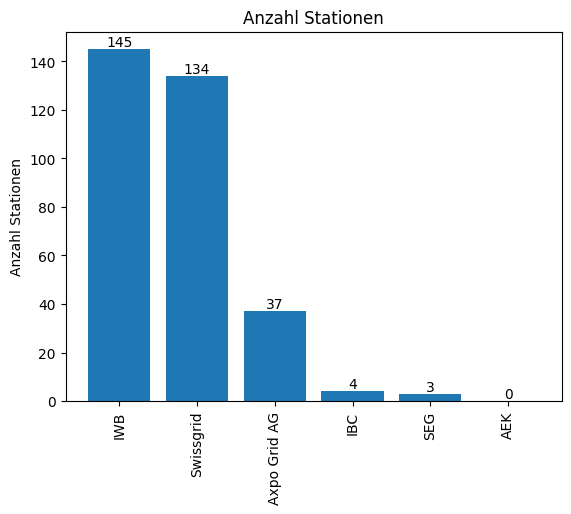 Anzahl Stationen
Anzahl Stationen
140
120
100
80
60
40
20
0
145
134
37
4
3
0
IWB
Swissgrid
Axpo Grid AG
IBC
SEG
AEK